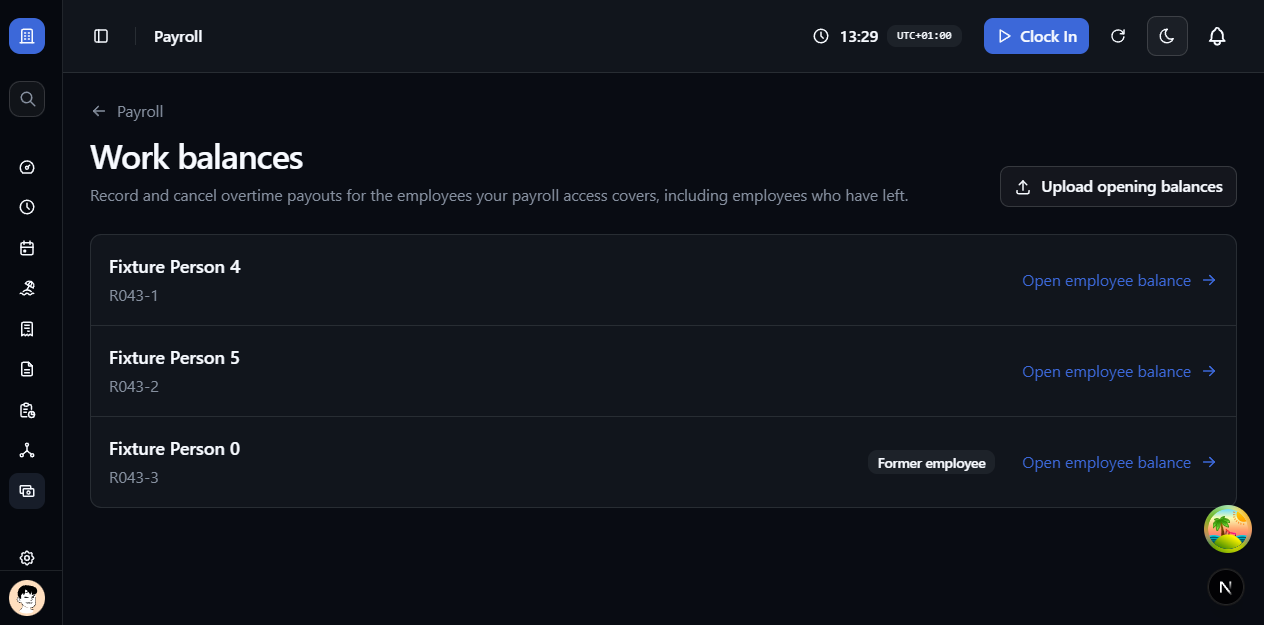 Payroll
13:29 UTC+01:00
Clock In
Payroll
Work balances
Record and cancel overtime payouts for the employees your payroll access covers, including employees who have left.
Upload opening balances
Fixture Person 4
R043-1
Open employee balance
Fixture Person 5
R043-2
Open employee balance
Fixture Person 0
R043-3
Former employee
Open employee balance
N